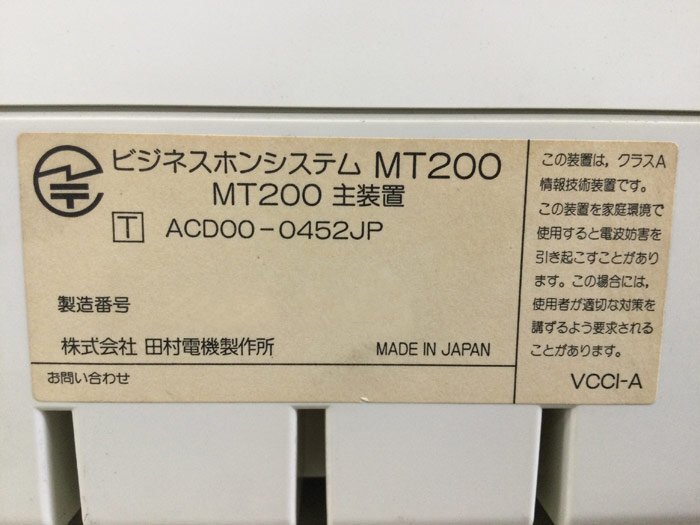 ビジネスホンシステム MT200
MT200 主装置
T ACD00-0452JP
製造番号
株式会社 田村電機製作所 MADE IN JAPAN
お問い合わせ
この装置は，クラスA
情報技術装置です。
この装置を家庭環境で
使用すると電波妨害を
引き起こすことがあり
ます。この場合には，
使用者が適切な対策を
講ずるよう要求される
ことがあります。
VCCI-A